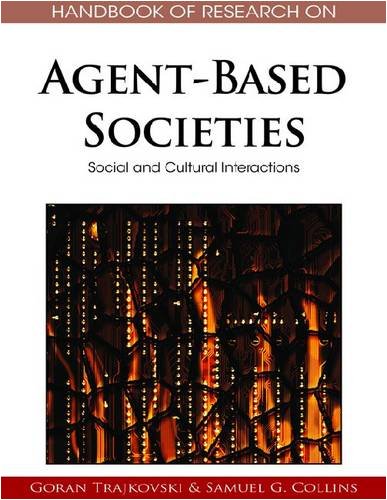 HANDBOOK OF RESEARCH ON
AGENT-BASED
SOCIETIES
Social and Cultural Interactions
GORAN TRAJKOVSKI & SAMUEL G. COLLINS